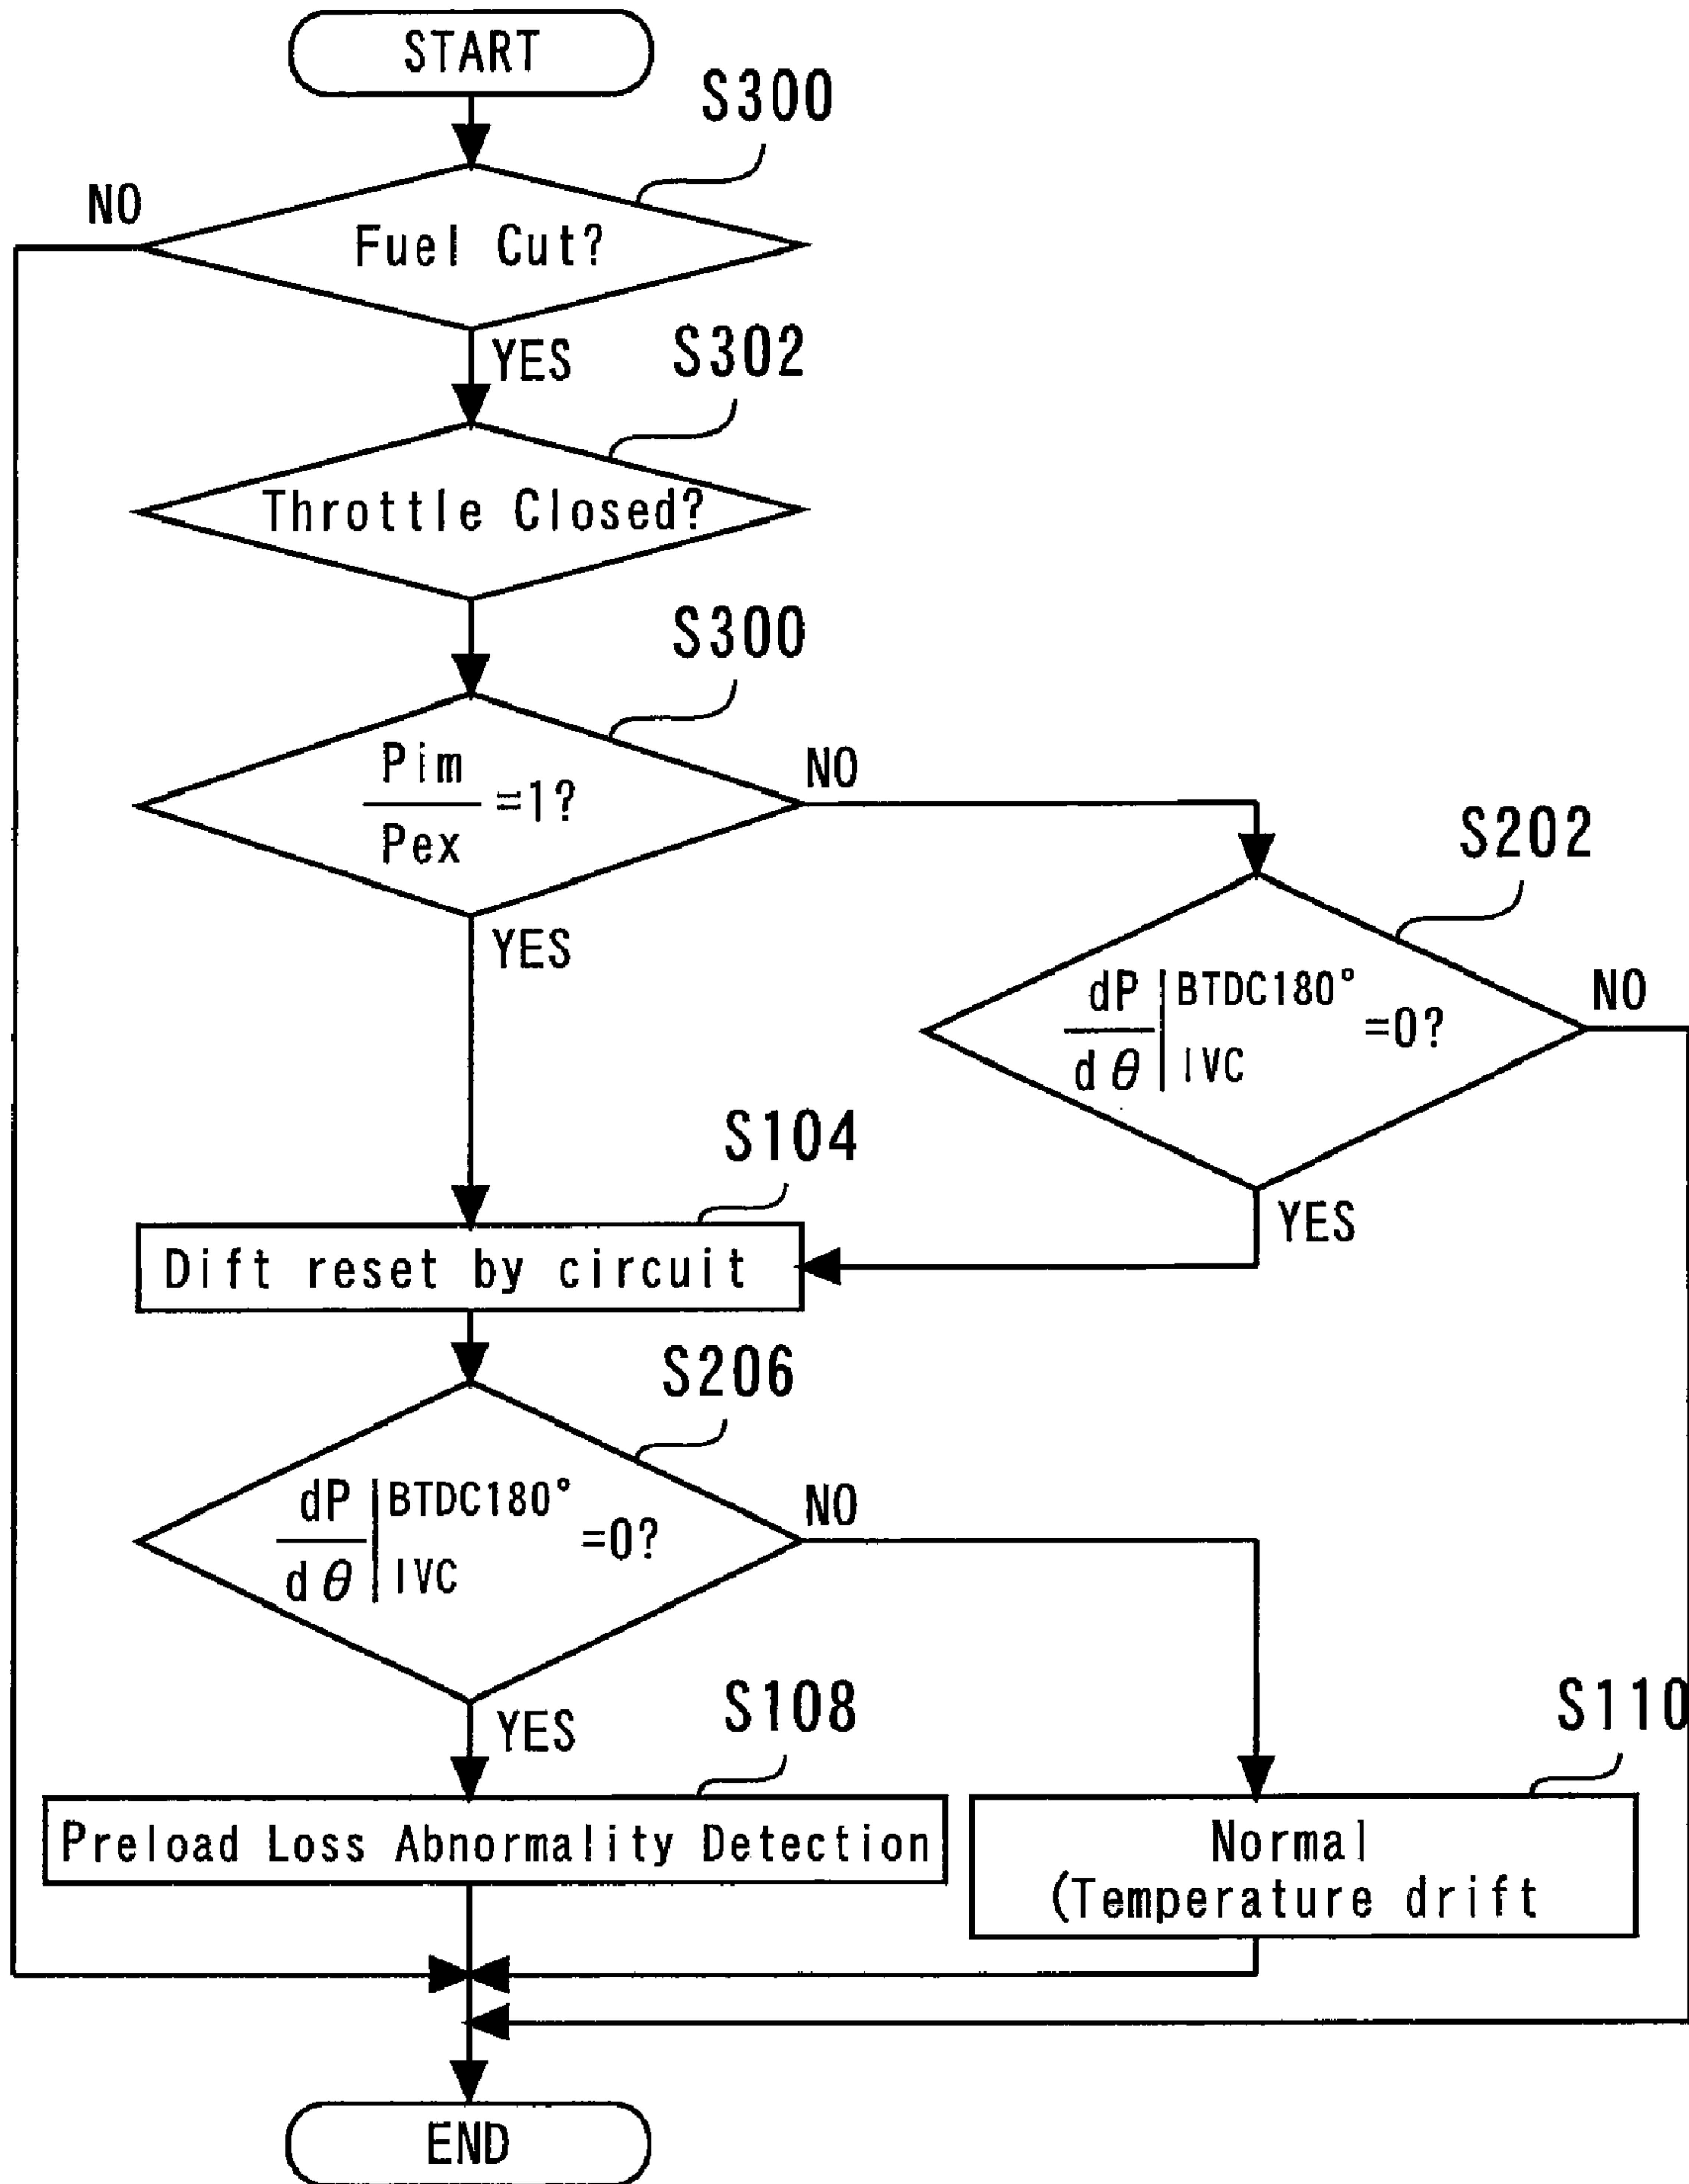 START
S300
NO
Fuel Cut?
YES
S302
Throttle Closed?
S300
Pim
=1?
Pex
NO
YES
S202
dP
BTDC180°
=0?
dθ
IVC
NO
YES
S104
Dift reset by circuit
S206
dP
BTDC180°
=0?
dθ
IVC
NO
YES
S108
Preload Loss Abnormality Detection
S110
Normal
(Temperature drift
END